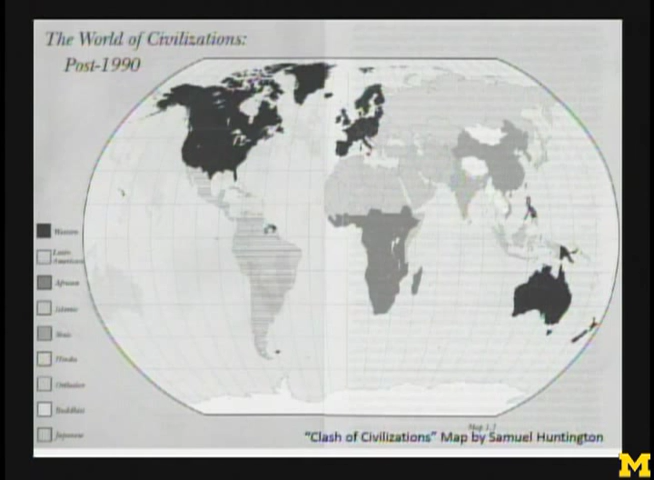 The World of Civilizations:
Post-1990
Western
Latin
American
African
Islamic
Sinic
Hindu
Orthodox
Buddhist
Japanese
"Clash of Civilizations" Map by Samuel Huntington
M